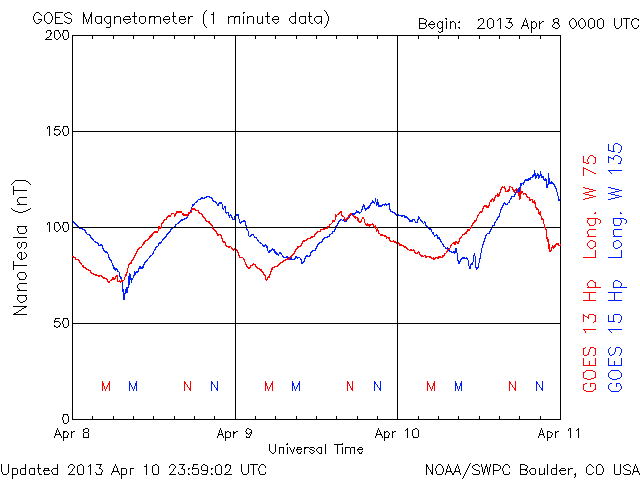 GOES Magnetometer (1 minute data)
Begin: 2013 Apr 8 0000 UTC
200
150
100
50
0
NanoTesla (nT)
M M N N M M N N M M N N
Apr 8 Apr 9 Apr 10 Apr 11
Universal Time
GOES 13 Hp Long. W 75
GOES 15 Hp Long. W 135
Updated 2013 Apr 10 23:59:02 UTC
NOAA/SWPC Boulder, CO USA